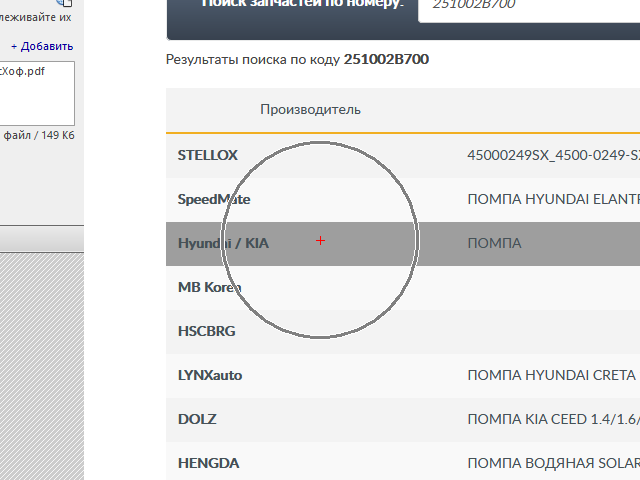 Поиск запчастей по номеру:
251002B700
леживайте их
+ Добавить
Результаты поиска по коду 251002B700
сХоф.pdf
Производитель
файл / 149 Кб
STELLOX
45000249SX_4500-0249-S
SpeedMate
ПОМПА HYUNDAI ELANT
Hyundai / KIA
ПОМПА
MB Korea
HSCBRG
LYNXauto
ПОМПА HYUNDAI CRETA
DOLZ
ПОМПА KIA CEED 1.4/1.6/
HENGDA
ПОМПА ВОДЯНАЯ SOLAR